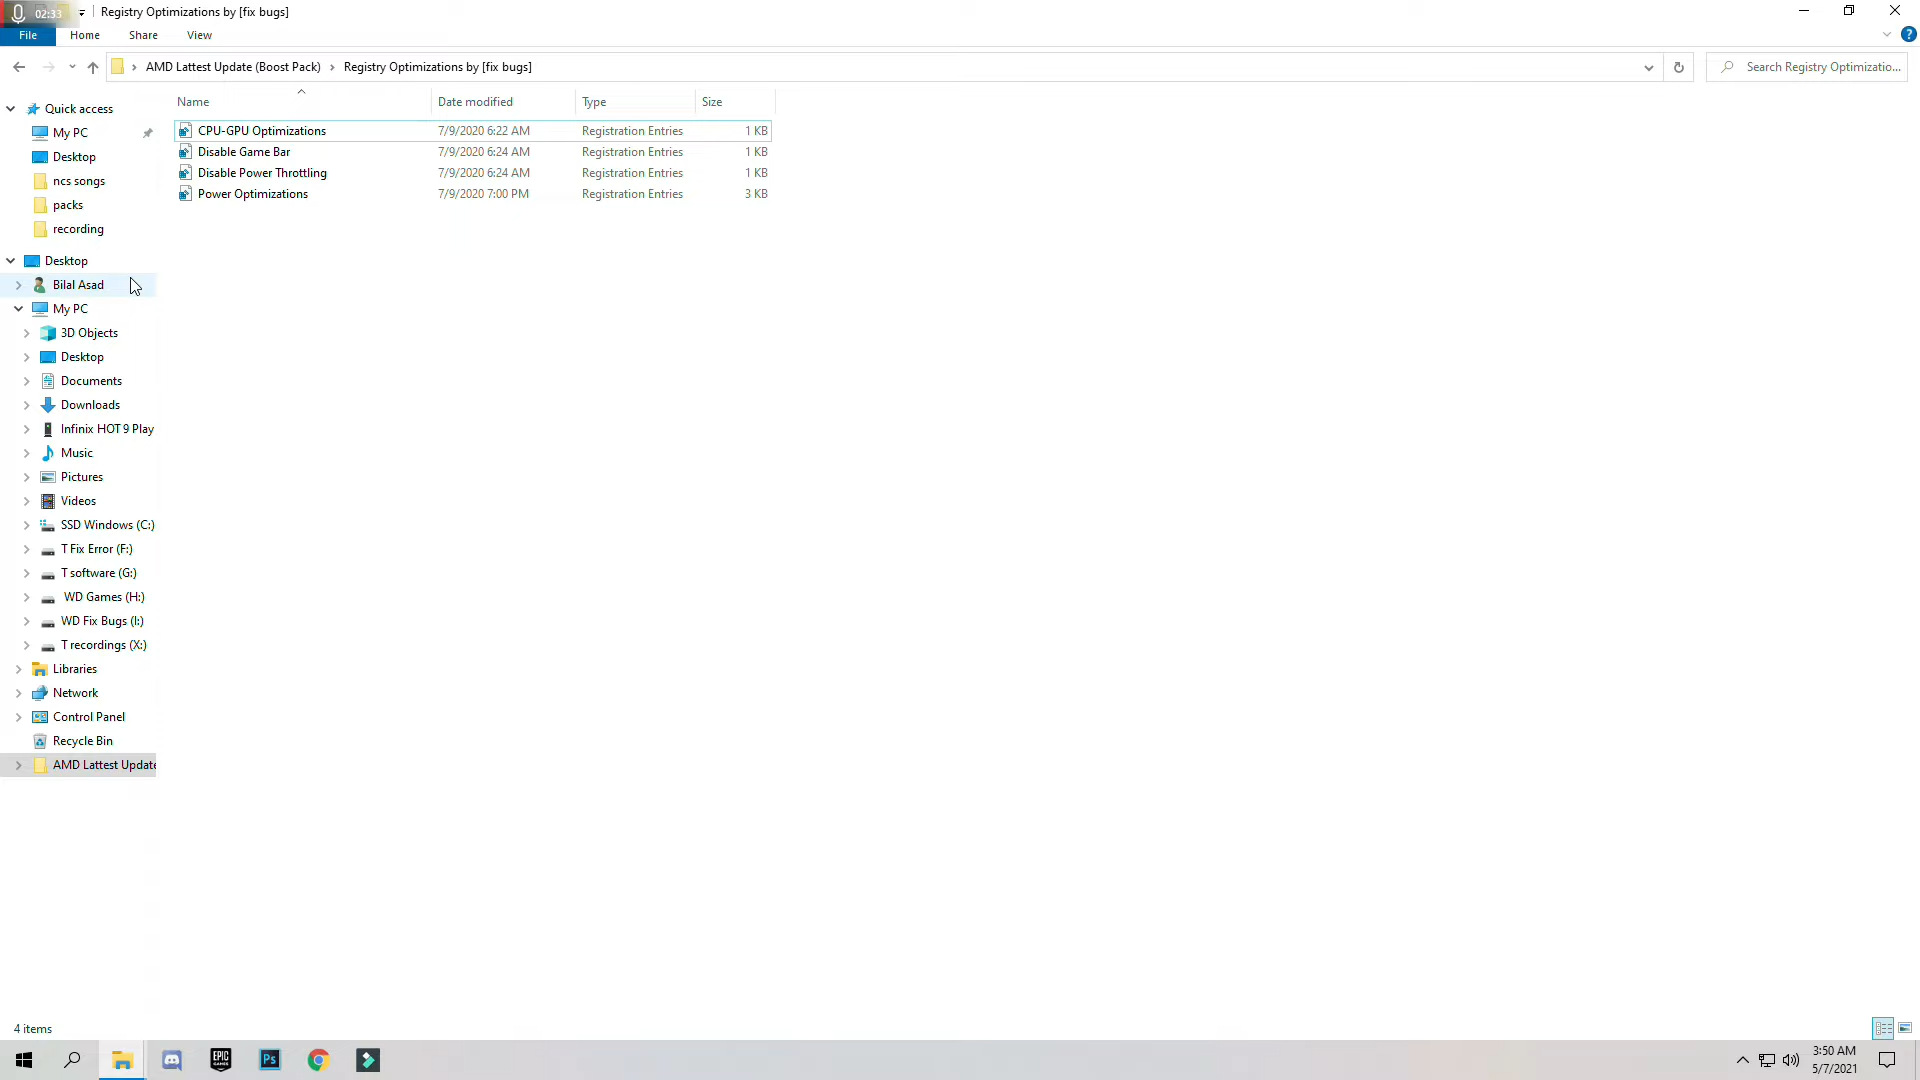 02:33
Registry Optimizations by [fix bugs]
File Home Share View
AMD Lattest Update (Boost Pack) Registry Optimizations by [fix bugs]
Search Registry Optimizatio...
Name Date modified Type Size
CPU-GPU Optimizations 7/9/2020 6:22 AM Registration Entries 1 KB
Disable Game Bar 7/9/2020 6:24 AM Registration Entries 1 KB
Disable Power Throttling 7/9/2020 6:24 AM Registration Entries 1 KB
Power Optimizations 7/9/2020 7:00 PM Registration Entries 3 KB
Quick access
My PC
Desktop
ncs songs
packs
recording
Desktop
Bilal Asad
My PC
3D Objects
Desktop
Documents
Downloads
Infinix HOT 9 Play
Music
Pictures
Videos
SSD Windows (C:)
T Fix Error (F:)
T software (G:)
WD Games (H:)
WD Fix Bugs (I:)
T recordings (X:)
Libraries
Network
Control Panel
Recycle Bin
AMD Lattest Update
4 items
EPIC GAMES
Ps
3:50 AM
5/7/2021